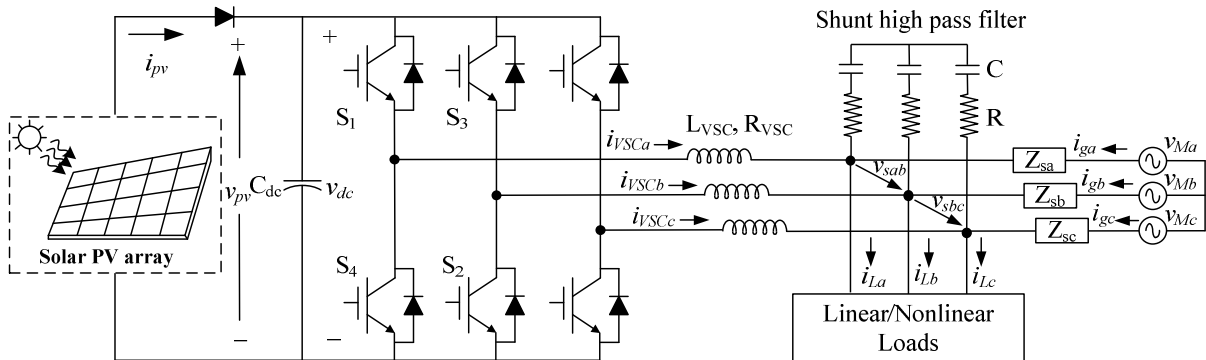 Shunt high pass filter
i_pv
+
+
C
S₁
S₃
R
L_VSC, R_VSC
i_VSCa
i_VSCb
i_VSCc
v_sab
v_sbc
Z_sa
Z_sb
Z_sc
i_ga
i_gb
i_gc
v_Ma
v_Mb
v_Mc
v_pv
C_dc
v_dc
Solar PV array
S₄
S₂
i_La
i_Lb
i_Lc
−
−
Linear/Nonlinear
Loads